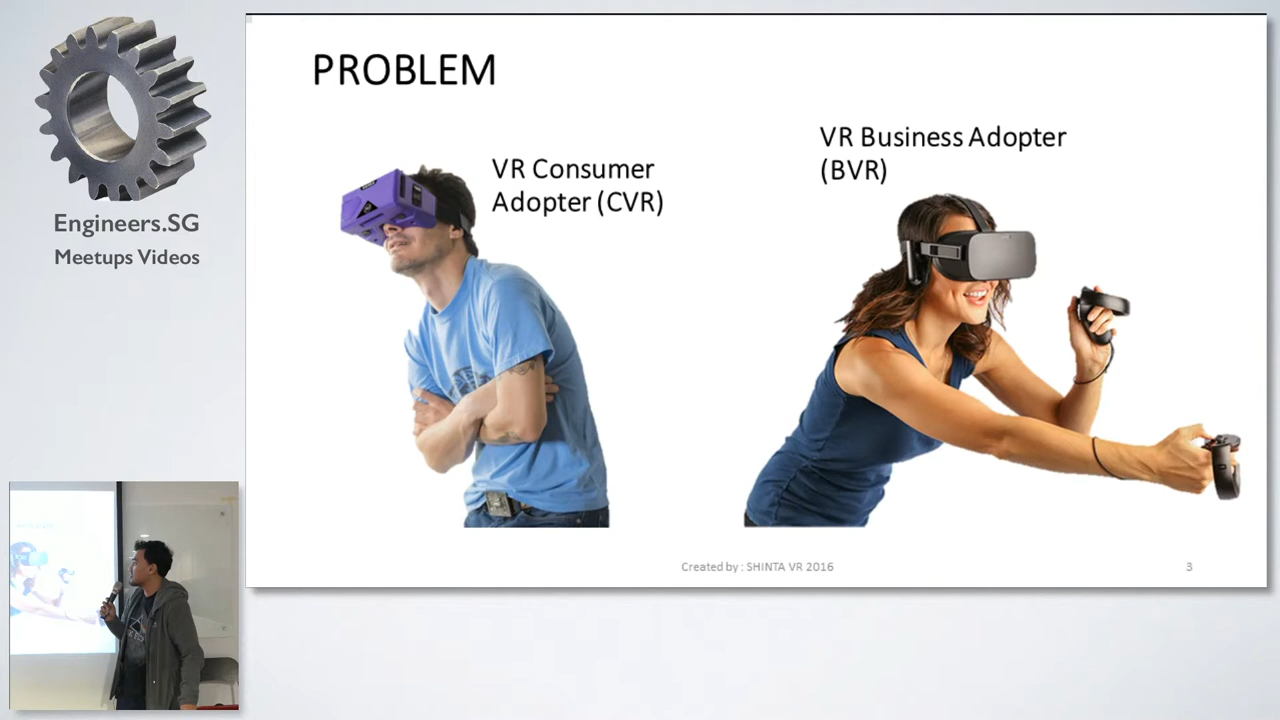 Engineers.SG
Meetups Videos
PROBLEM
VR Consumer
Adopter (CVR)
VR Business Adopter
(BVR)
Created by : SHINTA VR 2016
3